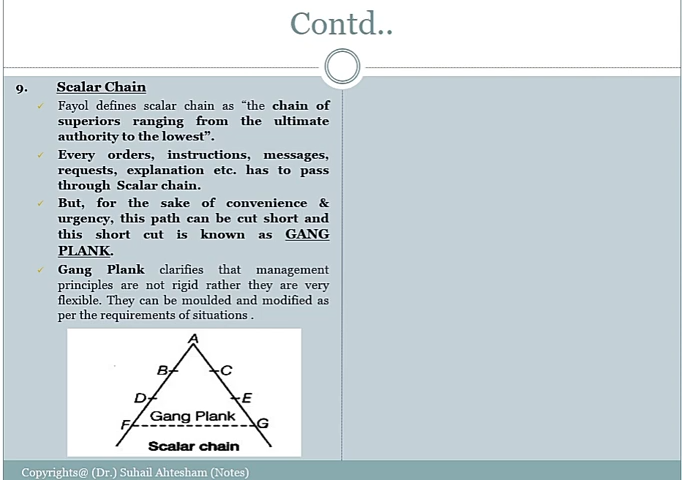 Contd..
9. Scalar Chain
✓ Fayol defines scalar chain as “the chain of
superiors ranging from the ultimate
authority to the lowest”.
✓ Every orders, instructions, messages,
requests, explanation etc. has to pass
through Scalar chain.
✓ But, for the sake of convenience &
urgency, this path can be cut short and
this short cut is known as GANG
PLANK.
✓ Gang Plank clarifies that management
principles are not rigid rather they are very
flexible. They can be moulded and modified as
per the requirements of situations .
A
B C
D E
Gang Plank
F G
Scalar chain
Copyrights@ (Dr.) Suhail Ahtesham (Notes)